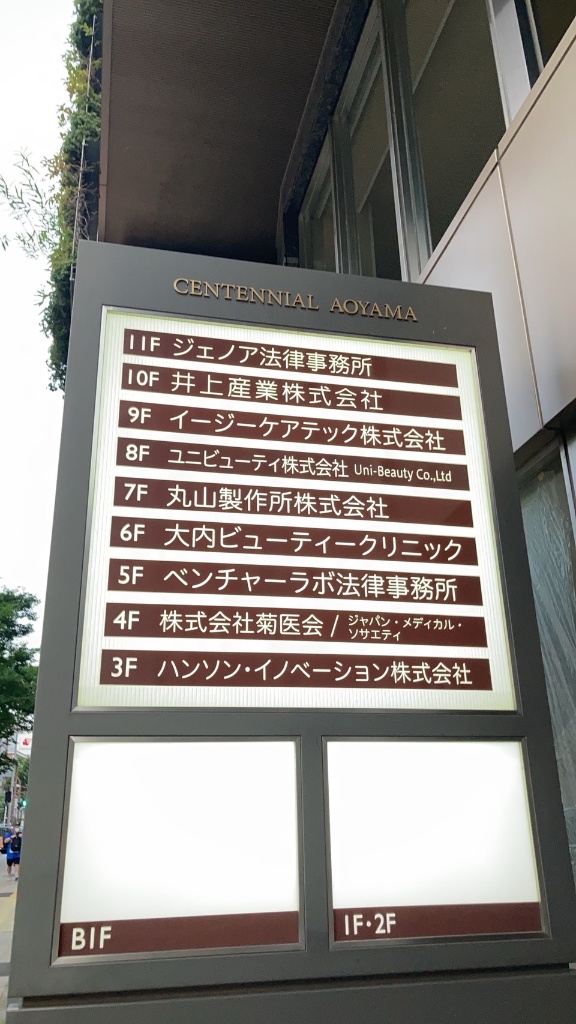 CENTENNIAL AOYAMA
11F ジェノア法律事務所
10F 井上産業株式会社
9F イージーケアテック株式会社
8F ユニビューティ株式会社 Uni-Beauty Co.,Ltd
7F 丸山製作所株式会社
6F 大内ビューティークリニック
5F ベンチャーラボ法律事務所
4F 株式会社菊医会 / ジャパン・メディカル・
ソサエティ
3F ハンソン・イノベーション株式会社
B1F
1F・2F